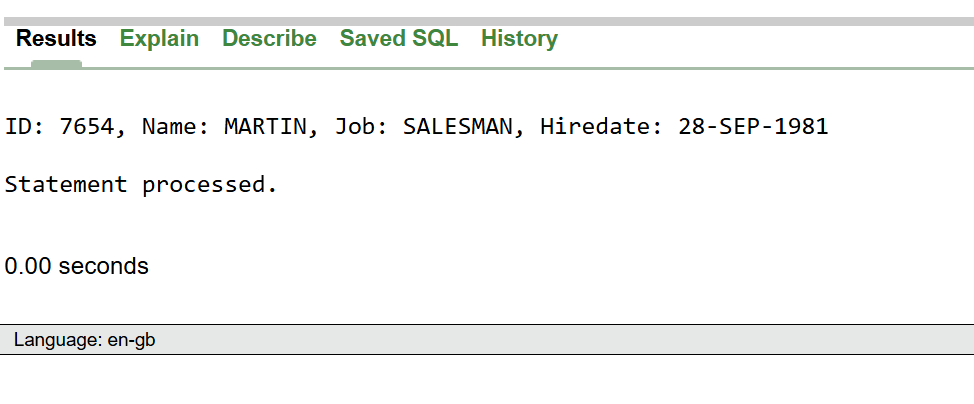 Results Explain Describe Saved SQL History
ID: 7654, Name: MARTIN, Job: SALESMAN, Hiredate: 28-SEP-1981
Statement processed.
0.00 seconds
Language: en-gb